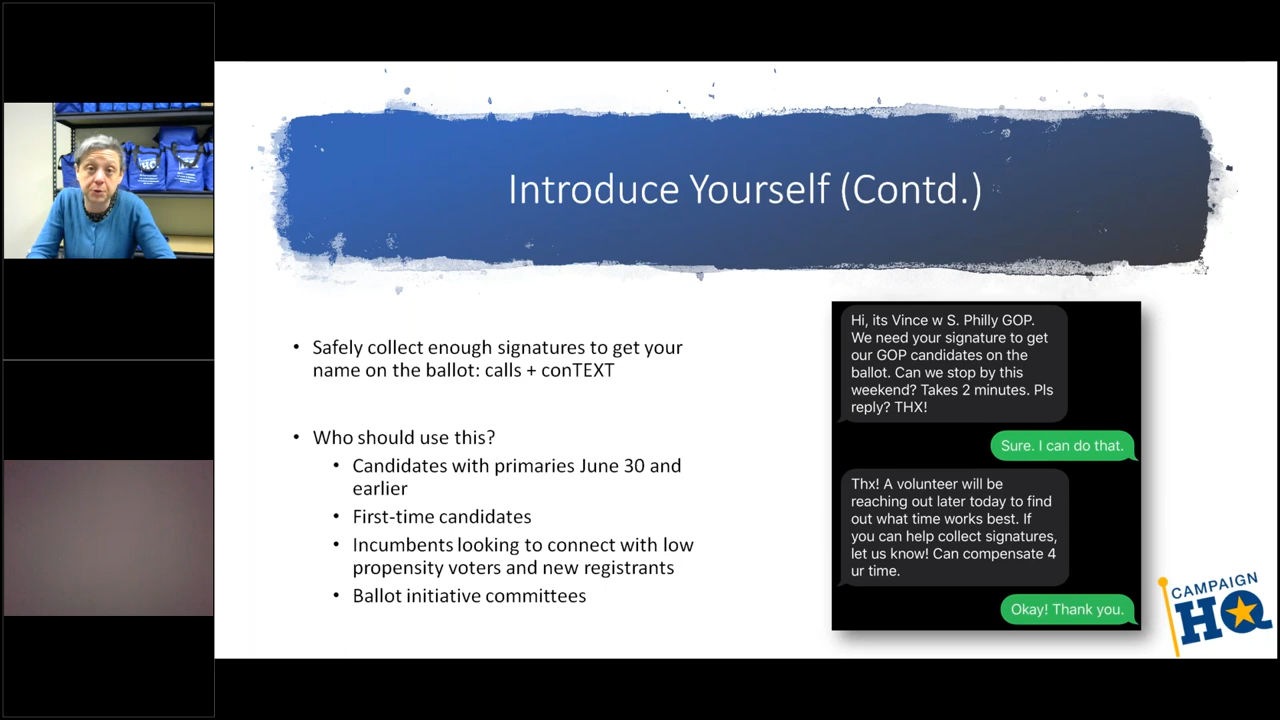 Introduce Yourself (Contd.)
• Safely collect enough signatures to get your
name on the ballot: calls + conTEXT
• Who should use this?
• Candidates with primaries June 30 and
earlier
• First-time candidates
• Incumbents looking to connect with low
propensity voters and new registrants
• Ballot initiative committees
Hi, its Vince w S. Philly GOP.
We need your signature to get
our GOP candidates on the
ballot. Can we stop by this
weekend? Takes 2 minutes. Pls
reply? THX!
Sure. I can do that.
Thx! A volunteer will be
reaching out later today to find
out what time works best. If
you can help collect signatures,
let us know! Can compensate 4
ur time.
Okay! Thank you.
CAMPAIGN
HQ